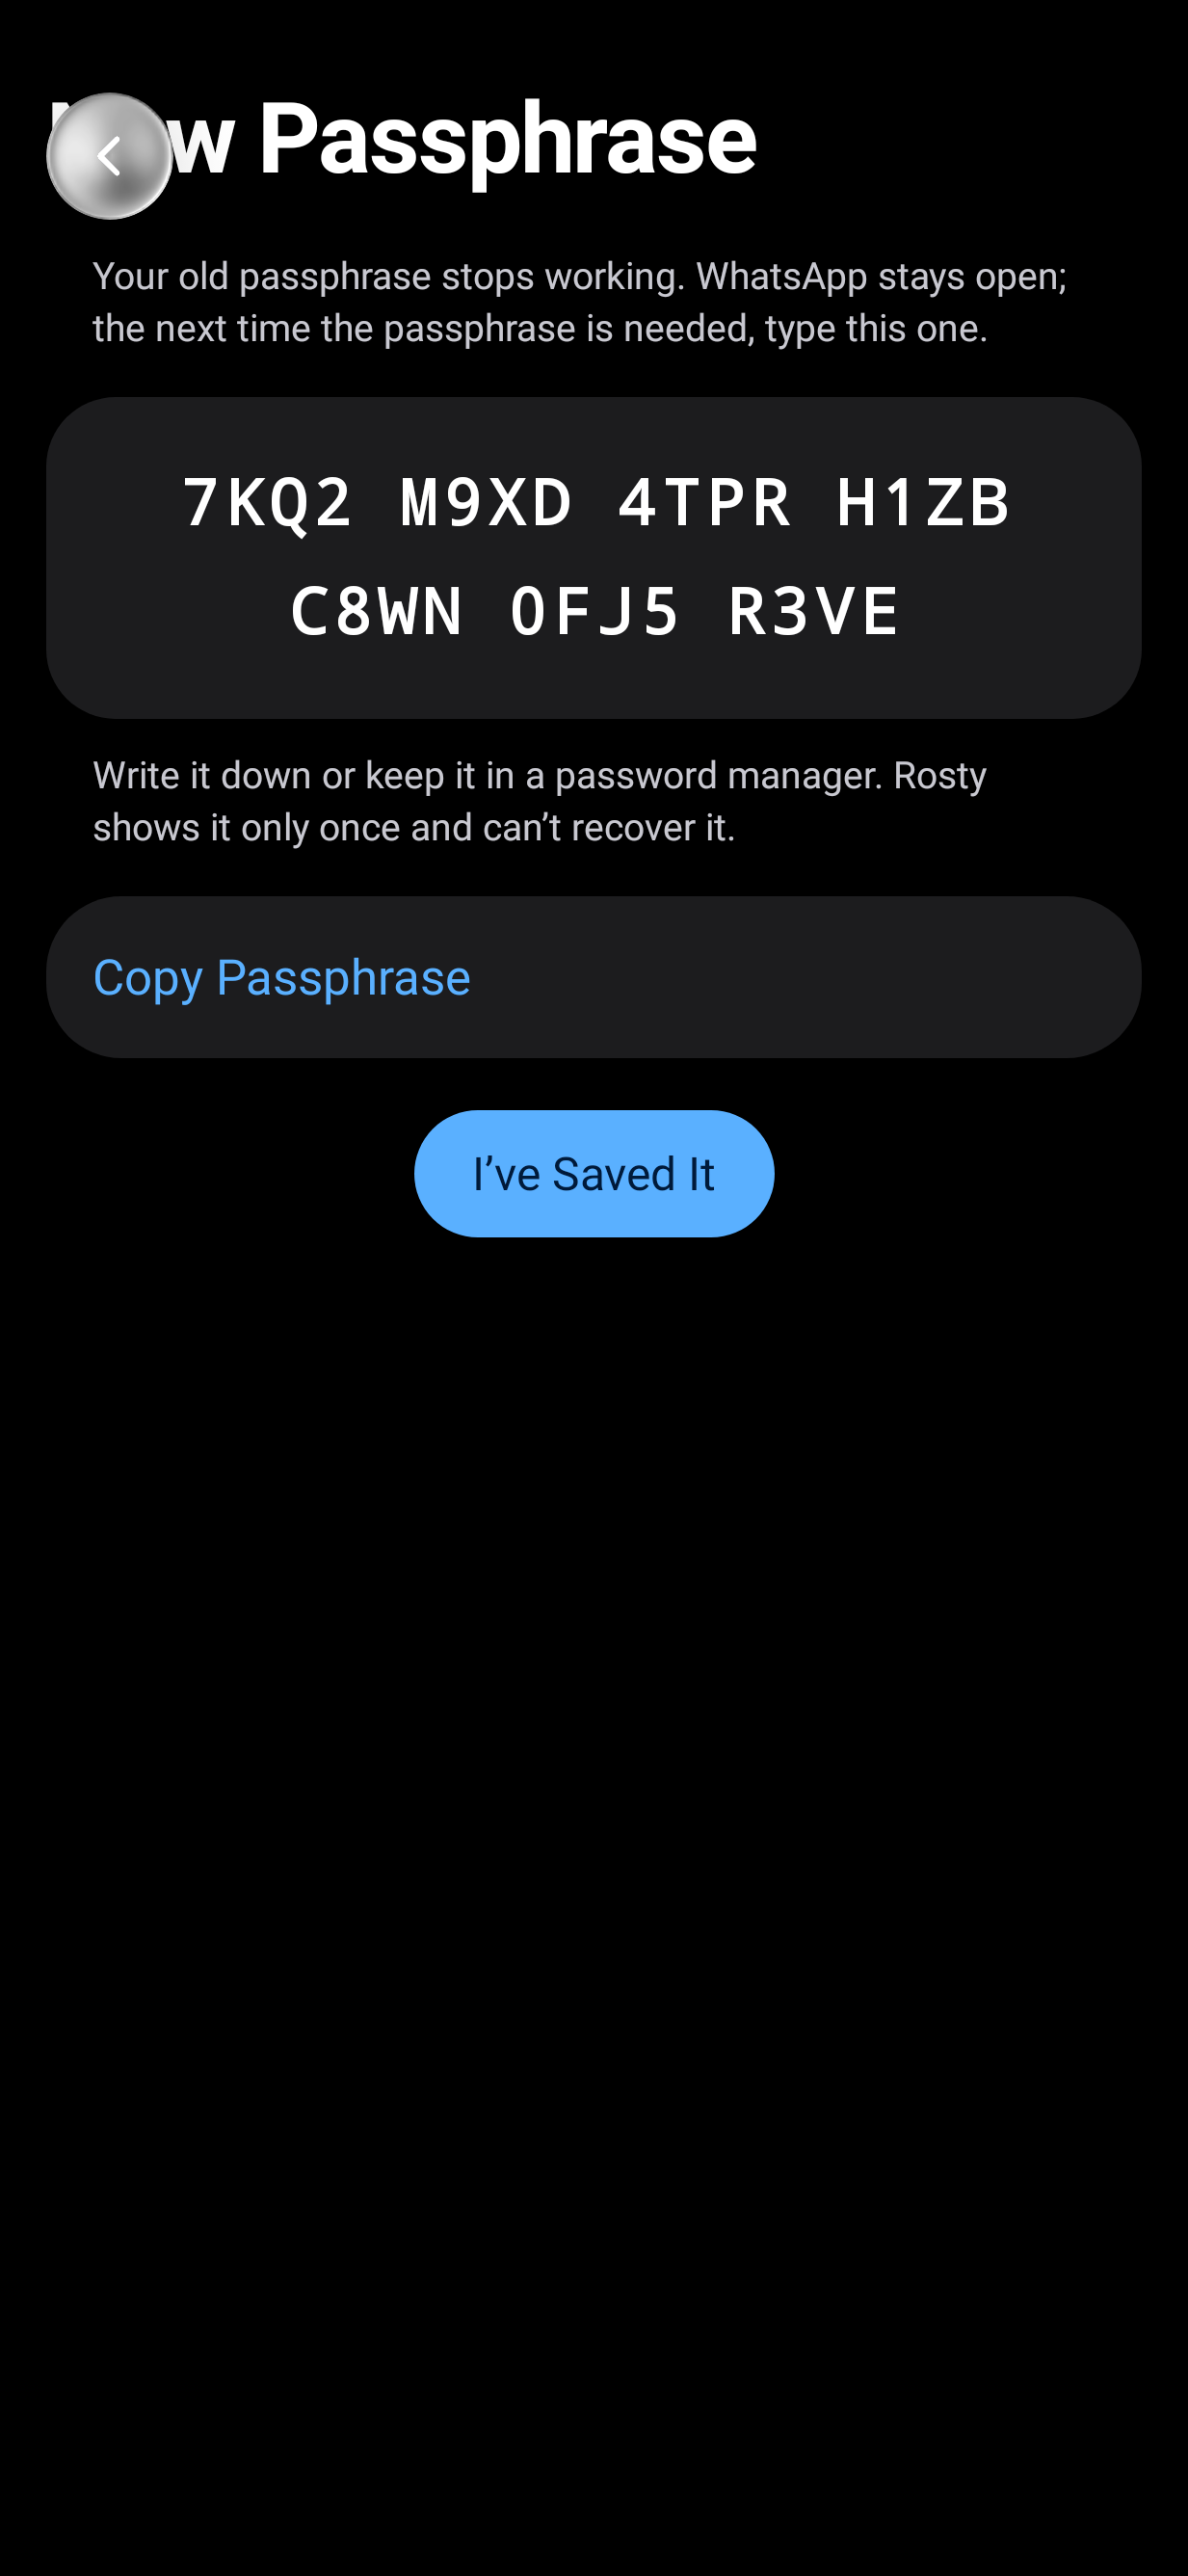 Passphrase
Your old passphrase stops working. WhatsApp stays open;
the next time the passphrase is needed, type this one.
7KQ2 M9XD 4TPR H1ZB
C8WN 0FJ5 R3VE
Write it down or keep it in a password manager. Rosty
shows it only once and can’t recover it.
Copy Passphrase
I’ve Saved It